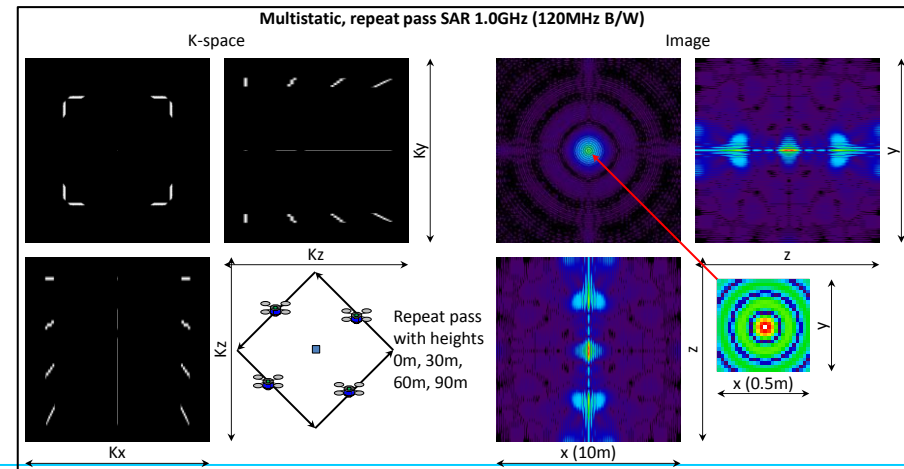 Multistatic, repeat pass SAR 1.0GHz (120MHz B/W)
K-space
Image
Ky
y
Kz
z
Kz
Repeat pass
with heights
0m, 30m,
60m, 90m
z
y
x (0.5m)
Kx
x (10m)